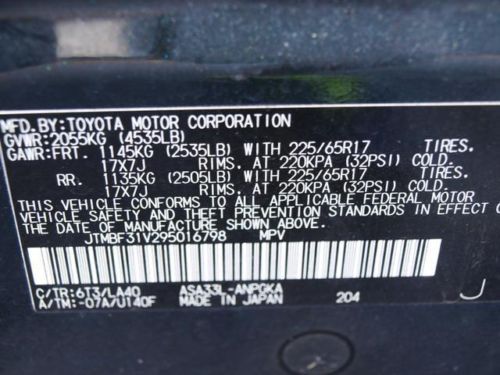 MFD.BY:TOYOTA MOTOR CORPORATION
GVWR:2055KG (4535LB)
GAWR:FRT. 1145KG (2535LB) WITH 225/65R17 TIRES.
17X7J RIMS. AT 220KPA (32PSI) COLD.
RR. 1135KG (2505LB) WITH 225/65R17 TIRES.
17X7J RIMS. AT 220KPA (32PSI) COLD.
THIS VEHICLE CONFORMS TO ALL APPLICABLE FEDERAL MOTOR
VEHICLE SAFETY AND THEFT PREVENTION STANDARDS IN EFFECT O
THE DATE OF MANUFACTURE SHOWN ABOVE.
JTMBF31V295016798 MPV
C/TR:6T3/LA40 ASA33L-ANPGKA
A/TM:-07A/U140F MADE IN JAPAN 204 J